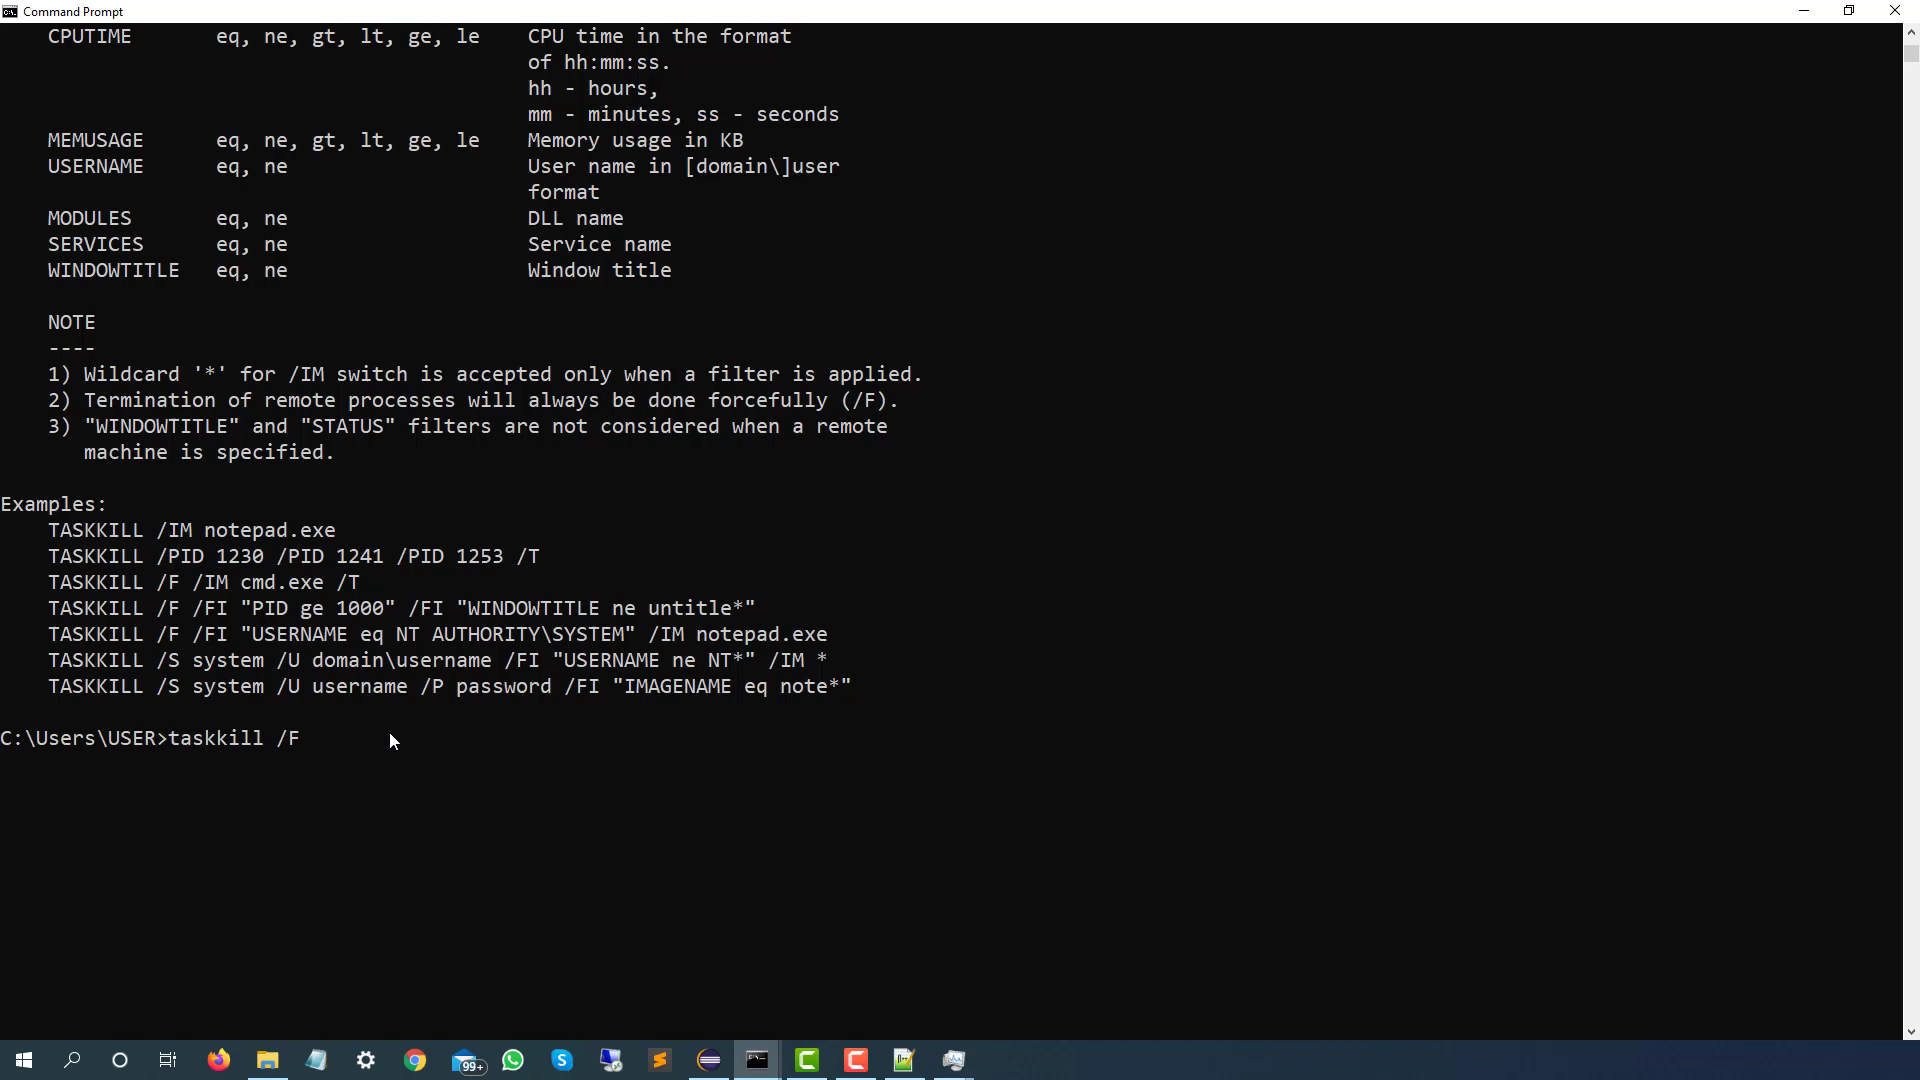 Command Prompt
CPUTIME eq, ne, gt, lt, ge, le CPU time in the format
of hh:mm:ss.
hh - hours,
mm - minutes, ss - seconds
MEMUSAGE eq, ne, gt, lt, ge, le Memory usage in KB
USERNAME eq, ne User name in [domain\]user
format
MODULES eq, ne DLL name
SERVICES eq, ne Service name
WINDOWTITLE eq, ne Window title
NOTE
----
1) Wildcard '*' for /IM switch is accepted only when a filter is applied.
2) Termination of remote processes will always be done forcefully (/F).
3) "WINDOWTITLE" and "STATUS" filters are not considered when a remote
machine is specified.
Examples:
TASKKILL /IM notepad.exe
TASKKILL /PID 1230 /PID 1241 /PID 1253 /T
TASKKILL /F /IM cmd.exe /T
TASKKILL /F /FI "PID ge 1000" /FI "WINDOWTITLE ne untitle*"
TASKKILL /F /FI "USERNAME eq NT AUTHORITY\SYSTEM" /IM notepad.exe
TASKKILL /S system /U domain\username /FI "USERNAME ne NT*" /IM *
TASKKILL /S system /U username /P password /FI "IMAGENAME eq note*"
C:\Users\USER>taskkill /F
99+